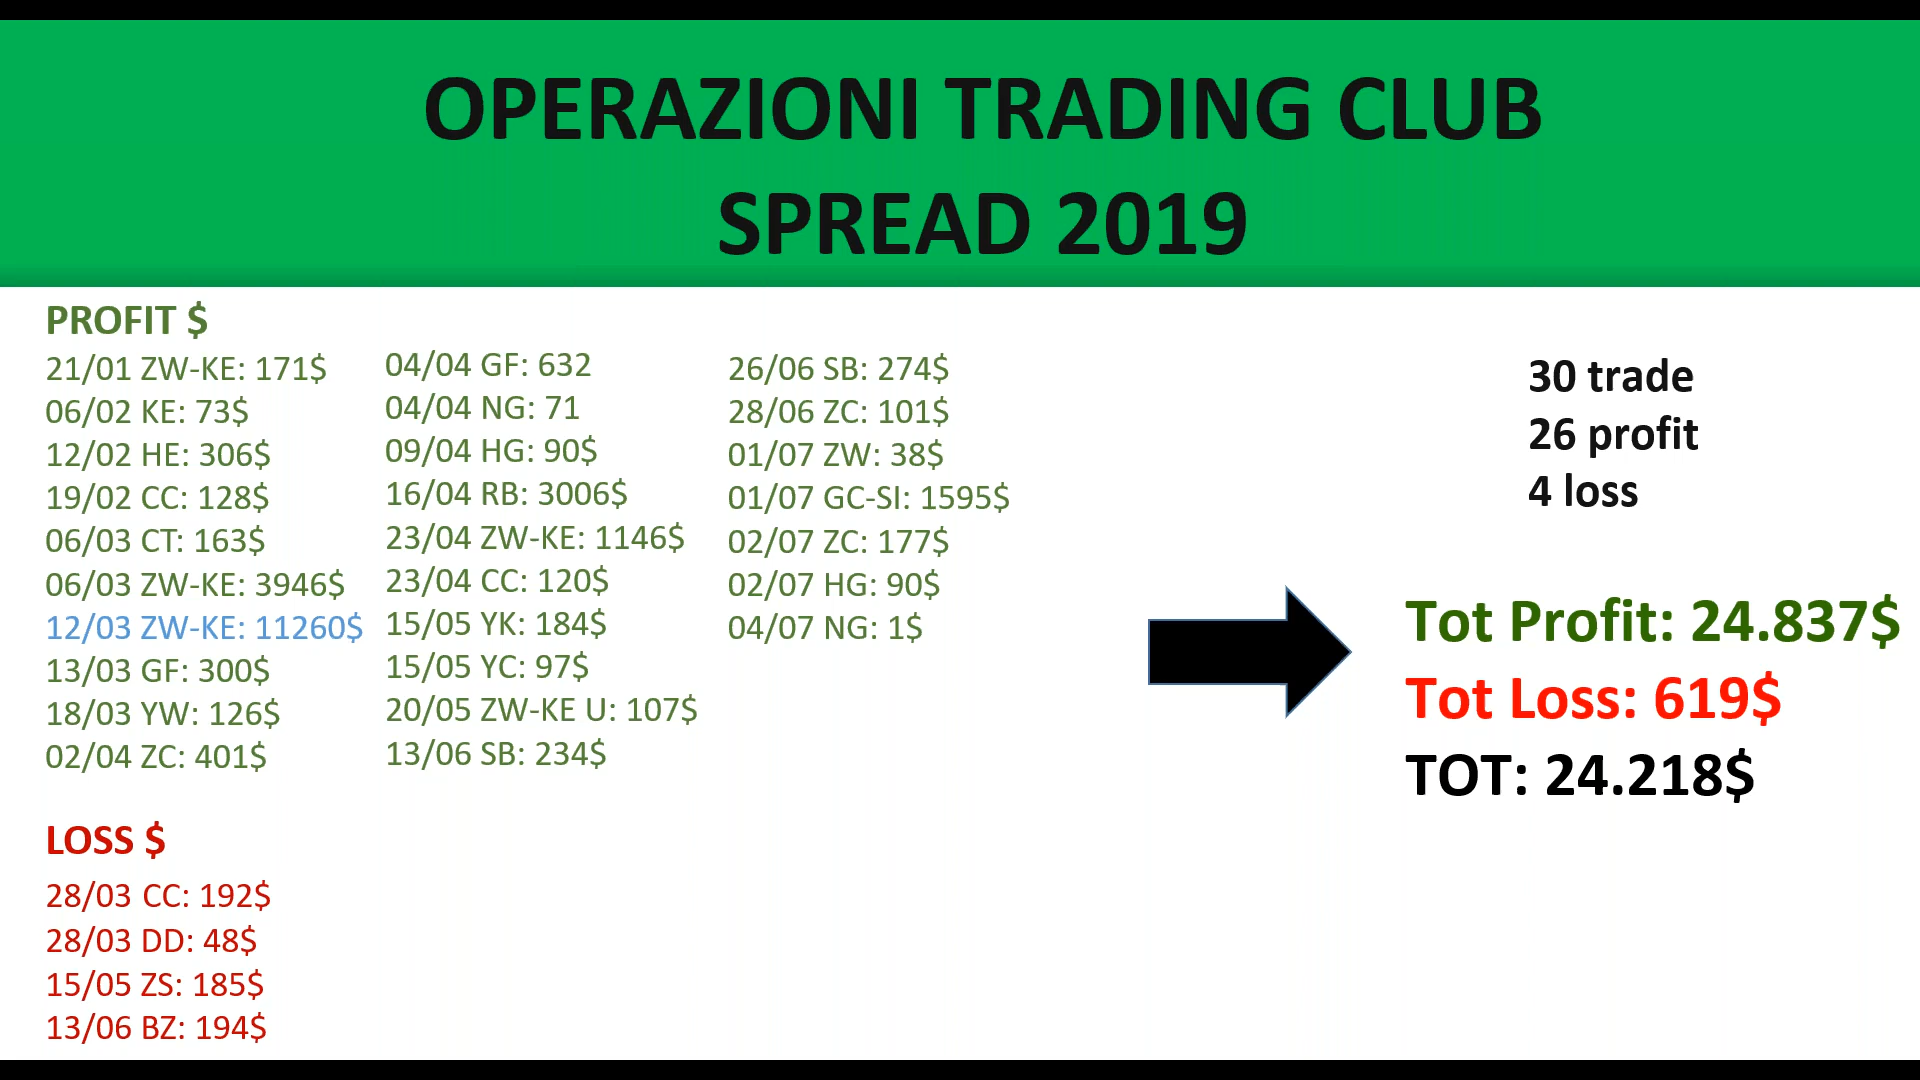 OPERAZIONI TRADING CLUB
SPREAD 2019
PROFIT $
21/01 ZW-KE: 171$
06/02 KE: 73$
12/02 HE: 306$
19/02 CC: 128$
06/03 CT: 163$
06/03 ZW-KE: 3946$
12/03 ZW-KE: 11260$
13/03 GF: 300$
18/03 YW: 126$
02/04 ZC: 401$
04/04 GF: 632
04/04 NG: 71
09/04 HG: 90$
16/04 RB: 3006$
23/04 ZW-KE: 1146$
23/04 CC: 120$
15/05 YK: 184$
15/05 YC: 97$
20/05 ZW-KE U: 107$
13/06 SB: 234$
26/06 SB: 274$
28/06 ZC: 101$
01/07 ZW: 38$
01/07 GC-SI: 1595$
02/07 ZC: 177$
02/07 HG: 90$
04/07 NG: 1$
LOSS $
28/03 CC: 192$
28/03 DD: 48$
15/05 ZS: 185$
13/06 BZ: 194$
30 trade
26 profit
4 loss
Tot Profit: 24.837$
Tot Loss: 619$
TOT: 24.218$